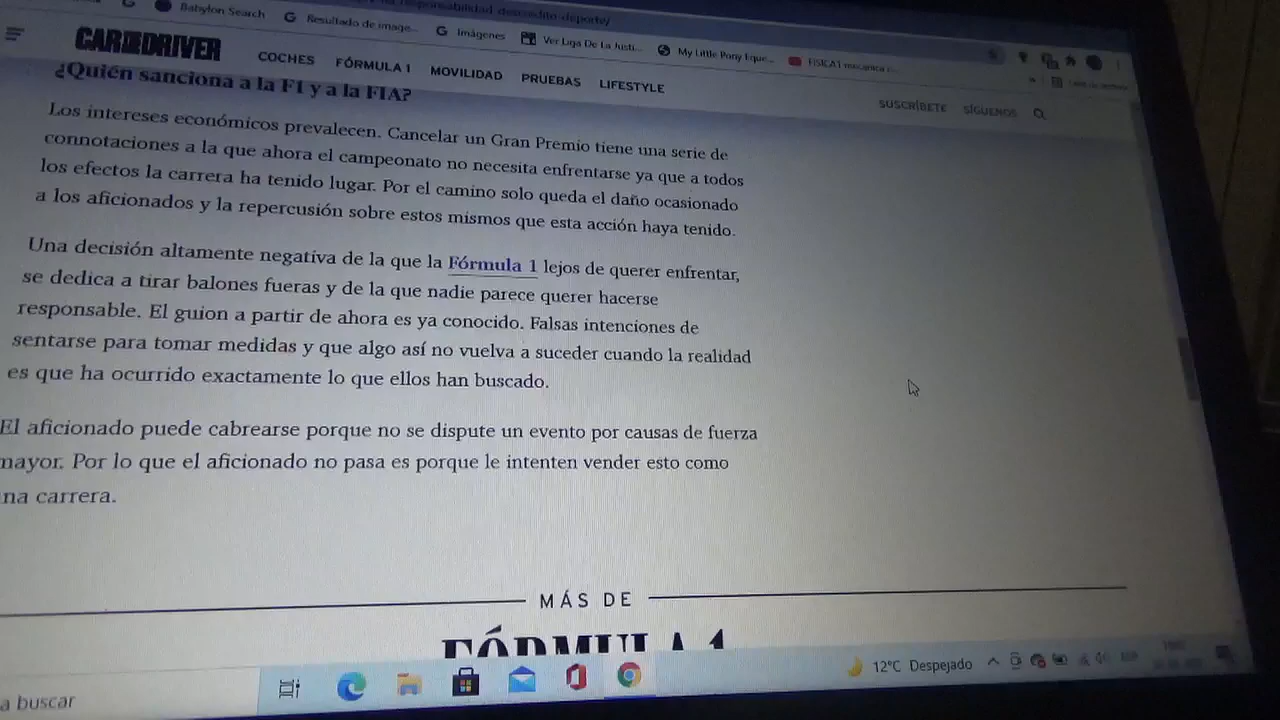 Babylon Search
Resultado de image...
Imágenes
Ver Liga De La Justi...
My Little Pony Eque...
CAR AND DRIVER
COCHES
FÓRMULA 1
MOVILIDAD
PRUEBAS
LIFESTYLE
SUSCRÍBETE
SÍGUENOS
¿Quién sanciona a la F1 y a la FIA?
Los intereses económicos prevalecen. Cancelar un Gran Premio tiene una serie de
connotaciones a la que ahora el campeonato no necesita enfrentarse ya que a todos
los efectos la carrera ha tenido lugar. Por el camino solo queda el daño ocasionado
a los aficionados y la repercusión sobre estos mismos que esta acción haya tenido.
Una decisión altamente negativa de la que la Fórmula 1 lejos de querer enfrentar,
se dedica a tirar balones fueras y de la que nadie parece querer hacerse
responsable. El guion a partir de ahora es ya conocido. Falsas intenciones de
sentarse para tomar medidas y que algo así no vuelva a suceder cuando la realidad
es que ha ocurrido exactamente lo que ellos han buscado.
El aficionado puede cabrearse porque no se dispute un evento por causas de fuerza
mayor. Por lo que el aficionado no pasa es porque le intenten vender esto como
na carrera.
MÁS DE
FÓRMULA 1
a buscar
12°C Despejado